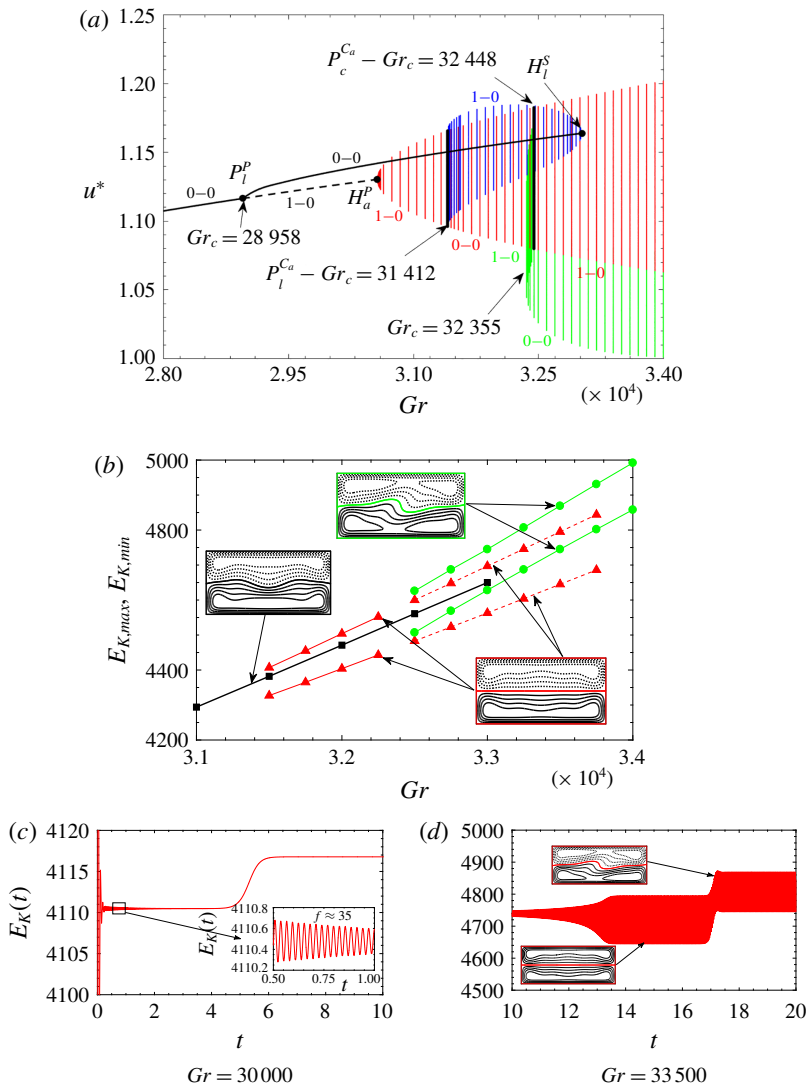 (a)
1.25
1.20
1.15
u*
1.10
1.05
1.00
P_c^{C_a} − Gr_c = 32 448
H_l^S
1–0
P_l^P
0–0
0–0
1–0
H_a^P
1–0
Gr_c = 28 958
0–0
1–0
P_l^{C_a} − Gr_c = 31 412
1–0
Gr_c = 32 355
0–0
2.80 2.95 3.10 3.25 3.40
(× 10⁴)
Gr
(b)
5000
4800
E_{K,max}, E_{K,min}
4400
4200
3.1 3.2 3.3 3.4
(× 10⁴)
Gr
(c)
4120
4115
E_K(t)
4110
4105
4100
4110.8
4110.6
E_K(t)
4110.4
4110.2
f ≈ 35
0.50 0.75 1.00
t
0 2 4 6 8 10
t
Gr = 30 000
(d)
5000
4900
4800
4700
4600
4500
10 12 14 16 18 20
t
Gr = 33 500